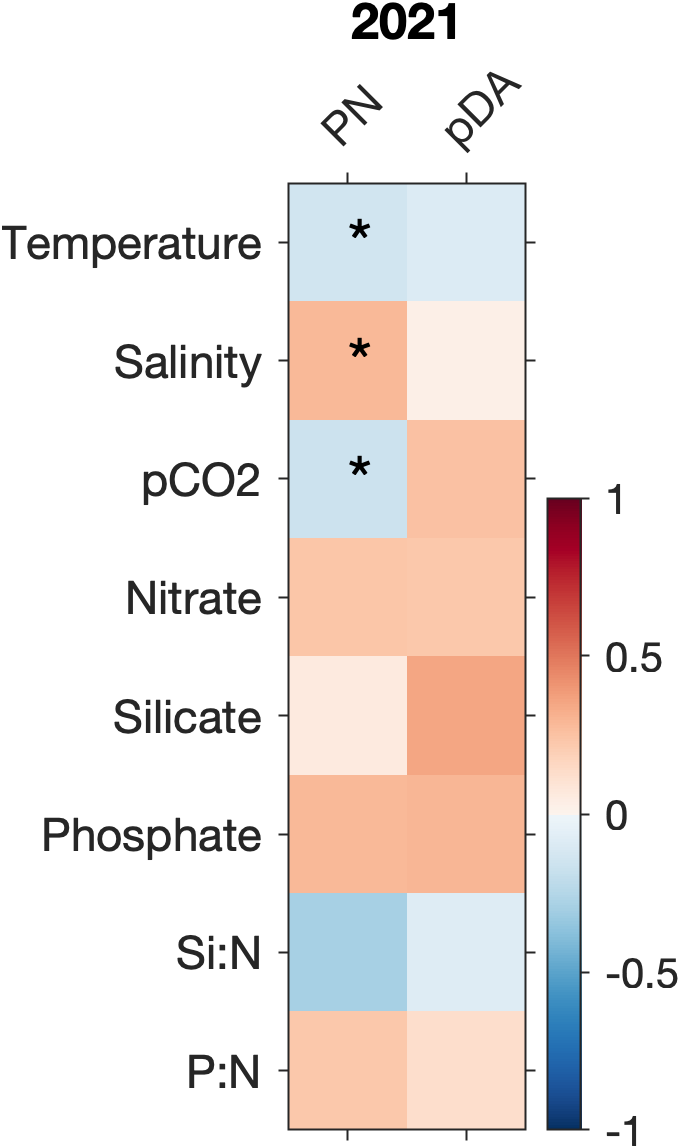 2021
PN pDA
Temperature *
Salinity *
pCO2 *
Nitrate
Silicate
Phosphate
Si:N
P:N
1
0.5
0
-0.5
-1